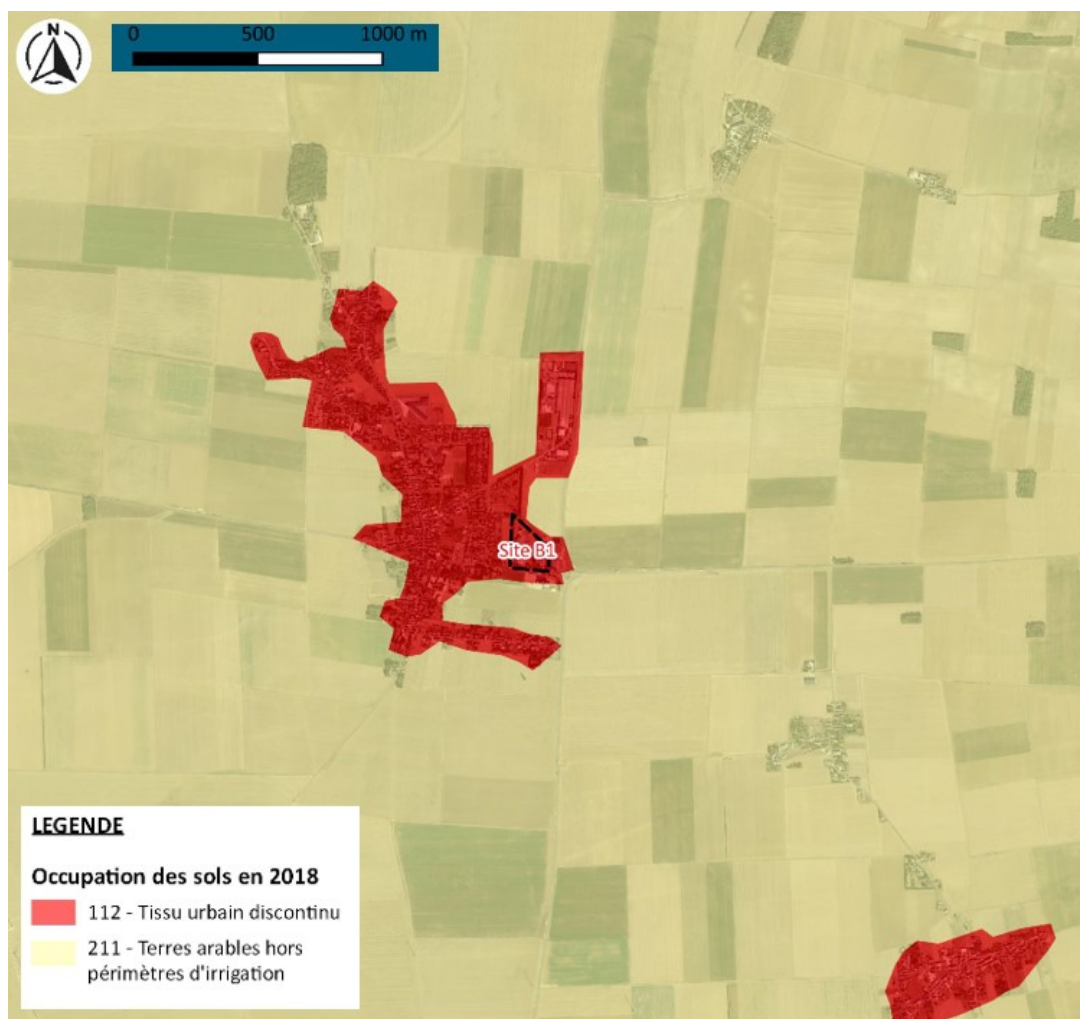 N
0 500 1000 m
Site B1
LEGENDE
Occupation des sols en 2018
112 - Tissu urbain discontinu
211 - Terres arables hors
périmètres d'irrigation